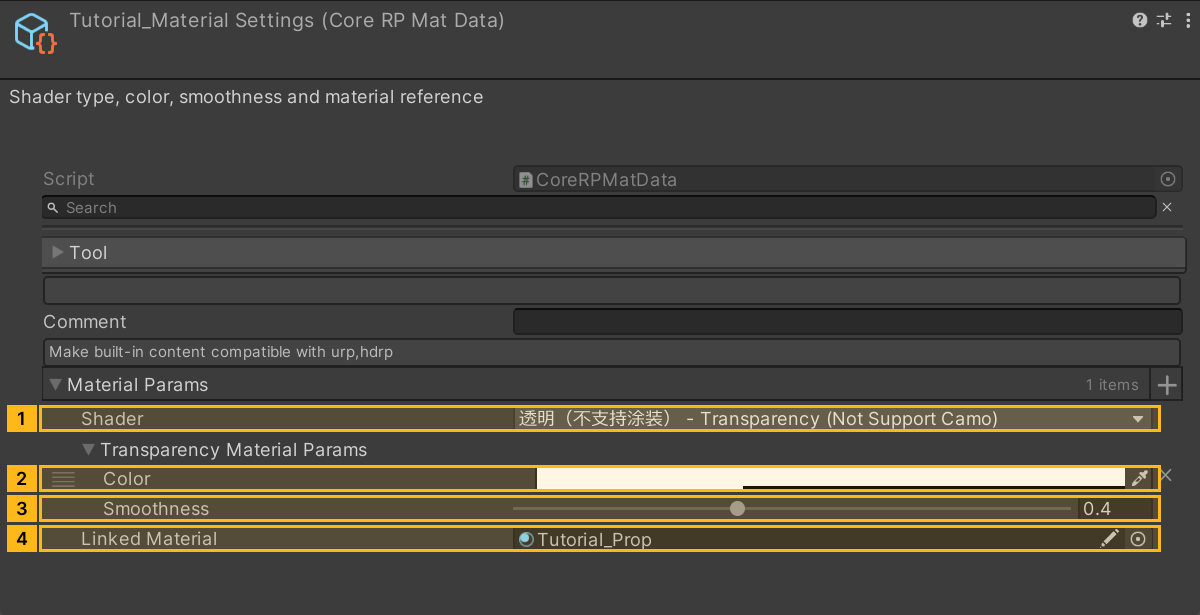 Tutorial_Material Settings (Core RP Mat Data)
Shader type, color, smoothness and material reference
Script
# CoreRPMatData
Search
Tool
Comment
Make built-in content compatible with urp,hdrp
Material Params
1 items
1 Shader
透明（不支持涂装） - Transparency (Not Support Camo)
Transparency Material Params
2 Color
3 Smoothness
0.4
4 Linked Material
Tutorial_Prop